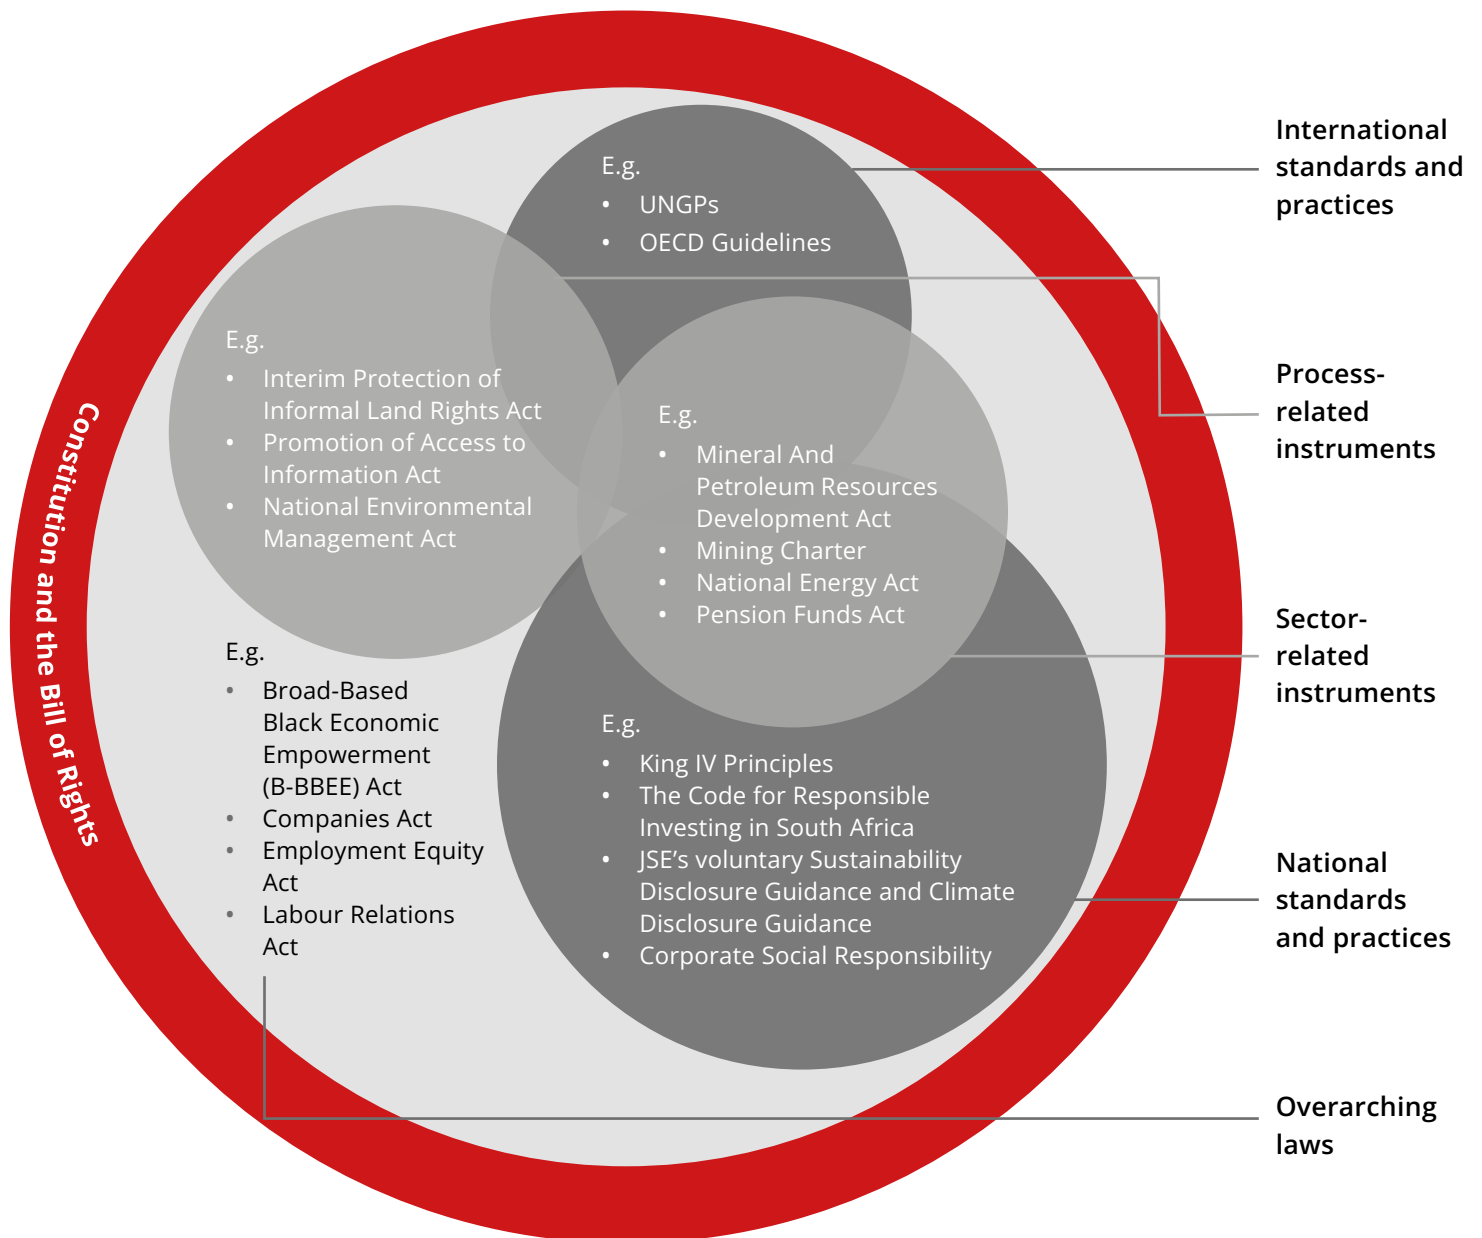 Constitution and the Bill of Rights
E.g.
• UNGPs
• OECD Guidelines
E.g.
• Interim Protection of
Informal Land Rights Act
• Promotion of Access to
Information Act
• National Environmental
Management Act
E.g.
• Mineral And
Petroleum Resources
Development Act
• Mining Charter
• National Energy Act
• Pension Funds Act
E.g.
• Broad-Based
Black Economic
Empowerment
(B-BBEE) Act
• Companies Act
• Employment Equity
Act
• Labour Relations
Act
E.g.
• King IV Principles
• The Code for Responsible
Investing in South Africa
• JSE’s voluntary Sustainability
Disclosure Guidance and Climate
Disclosure Guidance
• Corporate Social Responsibility
International
standards and
practices
Process-
related
instruments
Sector-
related
instruments
National
standards
and practices
Overarching
laws